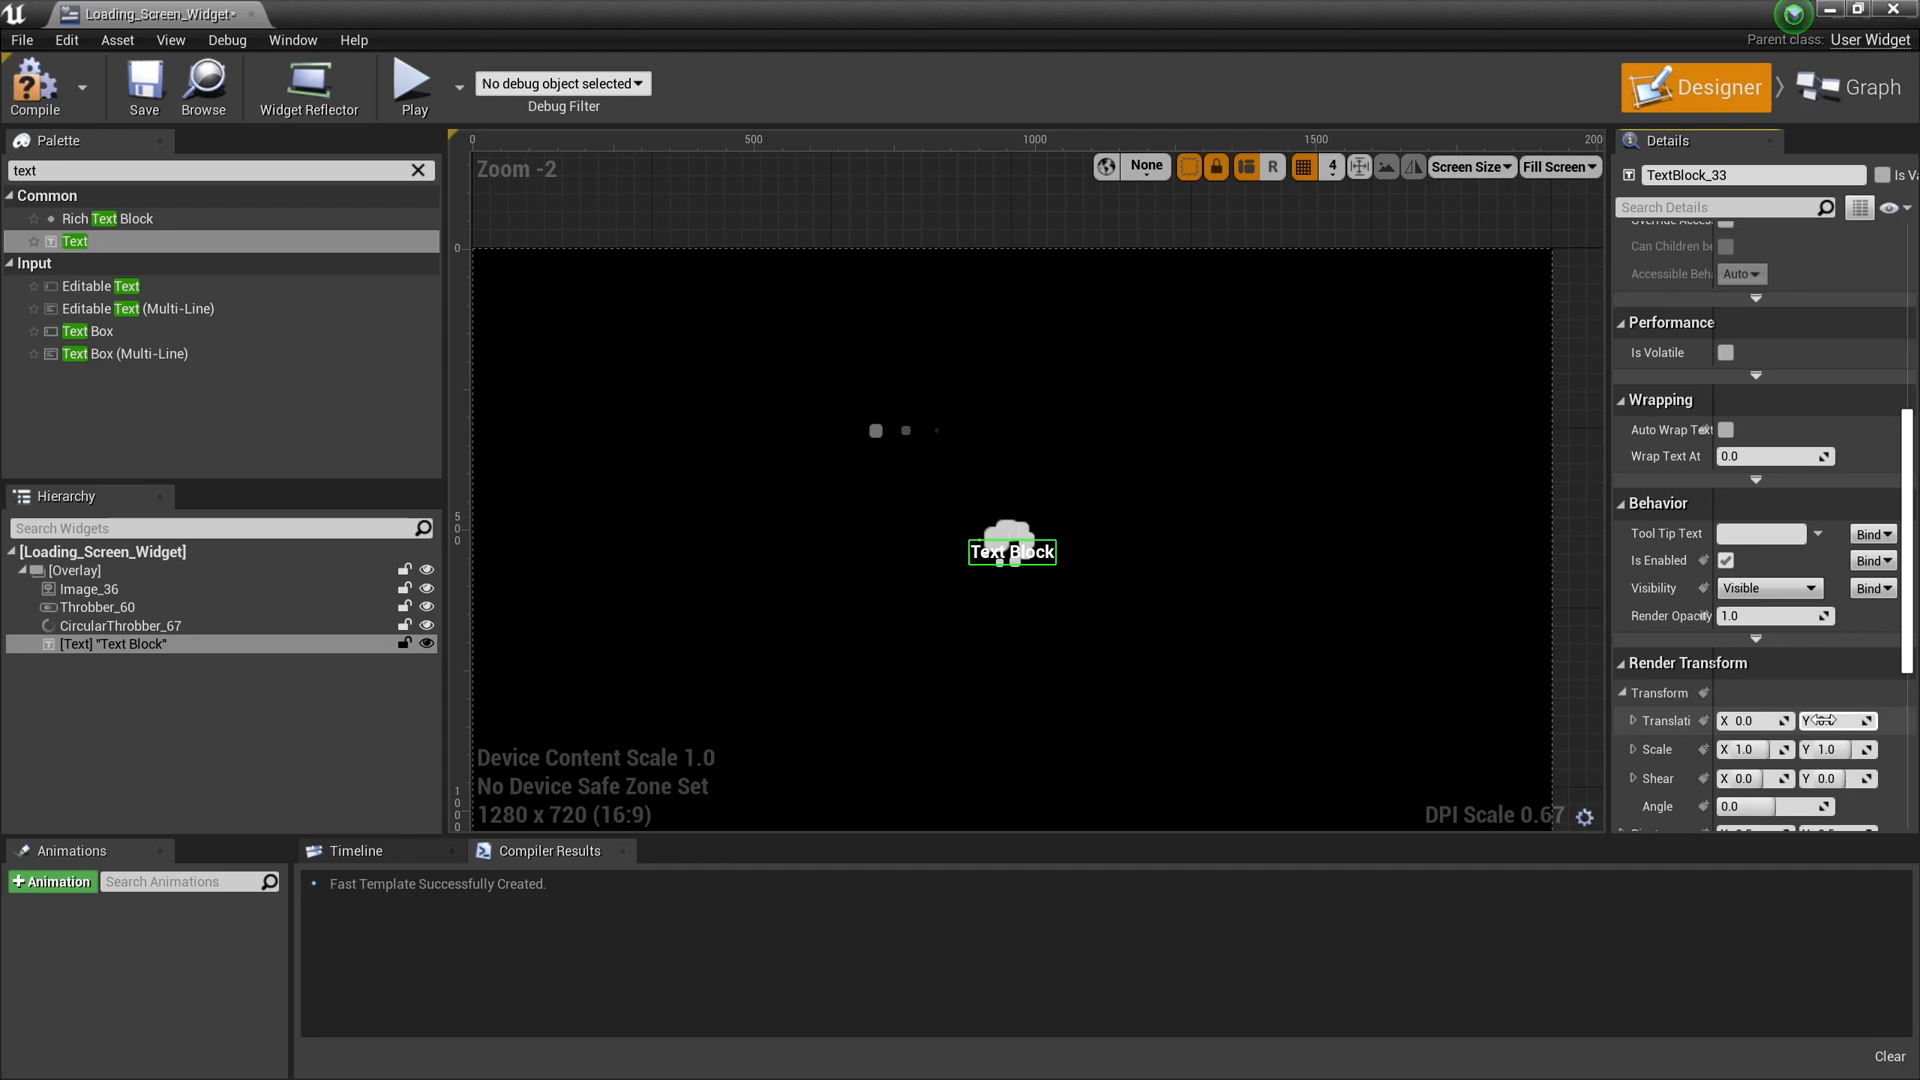 Loading_Screen_Widget*
File Edit Asset View Debug Window Help
Parent class: User Widget
Compile
Save
Browse
Widget Reflector
Play
No debug object selected
Debug Filter
Designer
Graph
Palette
text
Common
Rich Text Block
Text
Input
Editable Text
Editable Text (Multi-Line)
Text Box
Text Box (Multi-Line)
Hierarchy
Search Widgets
[Loading_Screen_Widget]
[Overlay]
Image_36
Throbber_60
CircularThrobber_67
[Text] "Text Block"
0 500 1000 1500 200
Zoom -2
None
R
4
Screen Size
Fill Screen
0
500
1000
Text Block
Device Content Scale 1.0
No Device Safe Zone Set
1280 x 720 (16:9)
DPI Scale 0.67
Details
TextBlock_33
Is Va
Search Details
Can Children be
Accessible Beh
Auto
Performance
Is Volatile
Wrapping
Auto Wrap Text
Wrap Text At
0.0
Behavior
Tool Tip Text
Bind
Is Enabled
Bind
Visibility
Visible
Bind
Render Opacity
1.0
Render Transform
Transform
Translati X 0.0 Y
Scale X 1.0 Y 1.0
Shear X 0.0 Y 0.0
Angle 0.0
Animations
+ Animation
Search Animations
Timeline
Compiler Results
Fast Template Successfully Created.
Clear